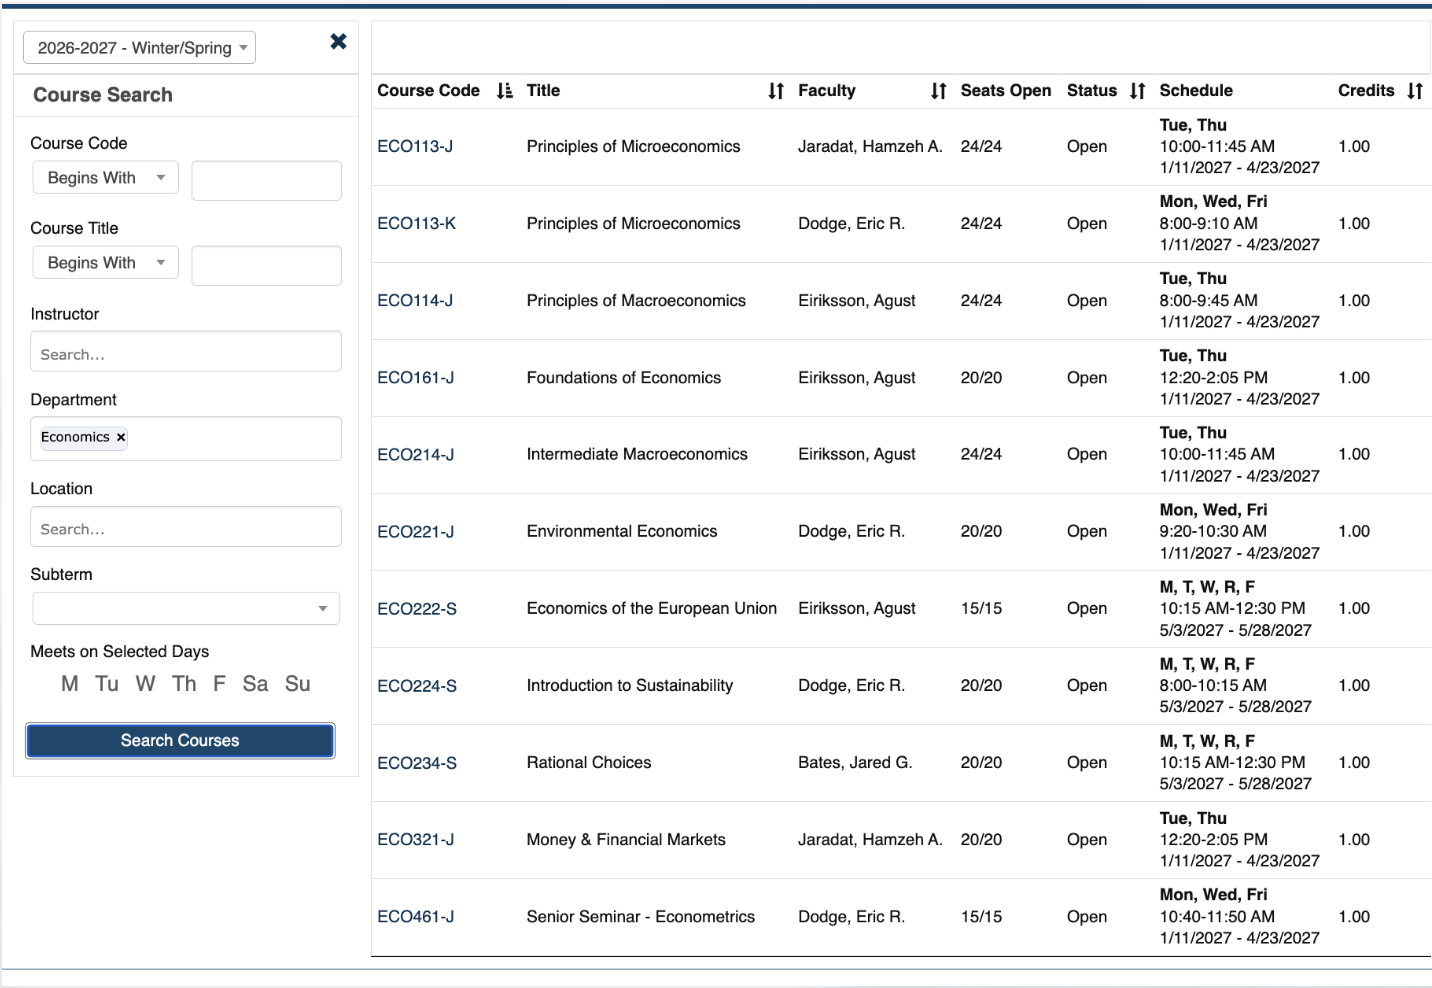 2026-2027 - Winter/Spring
Course Search
Course Code
Begins With
Course Title
Begins With
Instructor
Search...
Department
Economics ×
Location
Search...
Subterm
Meets on Selected Days
M Tu W Th F Sa Su
Search Courses
Course Code Title Faculty Seats Open Status Schedule Credits
ECO113-J Principles of Microeconomics Jaradat, Hamzeh A. 24/24 Open Tue, Thu 1.00
10:00-11:45 AM
1/11/2027 - 4/23/2027
ECO113-K Principles of Microeconomics Dodge, Eric R. 24/24 Open Mon, Wed, Fri 1.00
8:00-9:10 AM
1/11/2027 - 4/23/2027
ECO114-J Principles of Macroeconomics Eiriksson, Agust 24/24 Open Tue, Thu 1.00
8:00-9:45 AM
1/11/2027 - 4/23/2027
ECO161-J Foundations of Economics Eiriksson, Agust 20/20 Open Tue, Thu 1.00
12:20-2:05 PM
1/11/2027 - 4/23/2027
ECO214-J Intermediate Macroeconomics Eiriksson, Agust 24/24 Open Tue, Thu 1.00
10:00-11:45 AM
1/11/2027 - 4/23/2027
ECO221-J Environmental Economics Dodge, Eric R. 20/20 Open Mon, Wed, Fri 1.00
9:20-10:30 AM
1/11/2027 - 4/23/2027
ECO222-S Economics of the European Union Eiriksson, Agust 15/15 Open M, T, W, R, F 1.00
10:15 AM-12:30 PM
5/3/2027 - 5/28/2027
ECO224-S Introduction to Sustainability Dodge, Eric R. 20/20 Open M, T, W, R, F 1.00
8:00-10:15 AM
5/3/2027 - 5/28/2027
ECO234-S Rational Choices Bates, Jared G. 20/20 Open M, T, W, R, F 1.00
10:15 AM-12:30 PM
5/3/2027 - 5/28/2027
ECO321-J Money & Financial Markets Jaradat, Hamzeh A. 20/20 Open Tue, Thu 1.00
12:20-2:05 PM
1/11/2027 - 4/23/2027
ECO461-J Senior Seminar - Econometrics Dodge, Eric R. 15/15 Open Mon, Wed, Fri 1.00
10:40-11:50 AM
1/11/2027 - 4/23/2027